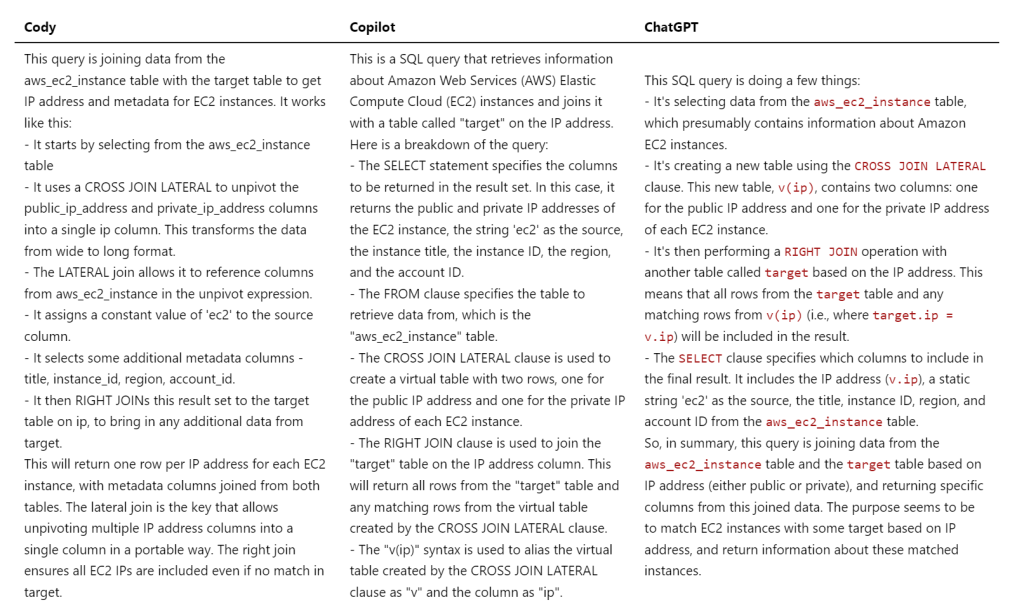 Cody
This query is joining data from the
aws_ec2_instance table with the target table to get
IP address and metadata for EC2 instances. It works
like this:
- It starts by selecting from the aws_ec2_instance
table
- It uses a CROSS JOIN LATERAL to unpivot the
public_ip_address and private_ip_address columns
into a single ip column. This transforms the data
from wide to long format.
- The LATERAL join allows it to reference columns
from aws_ec2_instance in the unpivot expression.
- It assigns a constant value of 'ec2' to the source
column.
- It selects some additional metadata columns -
title, instance_id, region, account_id.
- It then RIGHT JOINs this result set to the target
table on ip, to bring in any additional data from
target.
This will return one row per IP address for each EC2
instance, with metadata columns joined from both
tables. The lateral join is the key that allows
unpivoting multiple IP address columns into a
single column in a portable way. The right join
ensures all EC2 IPs are included even if no match in
target.
Copilot
This is a SQL query that retrieves information
about Amazon Web Services (AWS) Elastic
Compute Cloud (EC2) instances and joins it
with a table called "target" on the IP address.
Here is a breakdown of the query:
- The SELECT statement specifies the columns
to be returned in the result set. In this case, it
returns the public and private IP addresses of
the EC2 instance, the string 'ec2' as the source,
the instance title, the instance ID, the region,
and the account ID.
- The FROM clause specifies the table to
retrieve data from, which is the
"aws_ec2_instance" table.
- The CROSS JOIN LATERAL clause is used to
create a virtual table with two rows, one for
the public IP address and one for the private IP
address of each EC2 instance.
- The RIGHT JOIN clause is used to join the
"target" table on the IP address column. This
will return all rows from the "target" table and
any matching rows from the virtual table
created by the CROSS JOIN LATERAL clause.
- The "v(ip)" syntax is used to alias the virtual
table created by the CROSS JOIN LATERAL
clause as "v" and the column as "ip".
ChatGPT
This SQL query is doing a few things:
- It's selecting data from the aws_ec2_instance table,
which presumably contains information about Amazon
EC2 instances.
- It's creating a new table using the CROSS JOIN LATERAL
clause. This new table, v(ip), contains two columns: one
for the public IP address and one for the private IP address
of each EC2 instance.
- It's then performing a RIGHT JOIN operation with
another table called target based on the IP address. This
means that all rows from the target table and any
matching rows from v(ip) (i.e., where target.ip =
v.ip) will be included in the result.
- The SELECT clause specifies which columns to include in
the final result. It includes the IP address (v.ip), a static
string 'ec2' as the source, the title, instance ID, region, and
account ID from the aws_ec2_instance table.
So, in summary, this query is joining data from the
aws_ec2_instance table and the target table based on
IP address (either public or private), and returning specific
columns from this joined data. The purpose seems to be
to match EC2 instances with some target based on IP
address, and return information about these matched
instances.